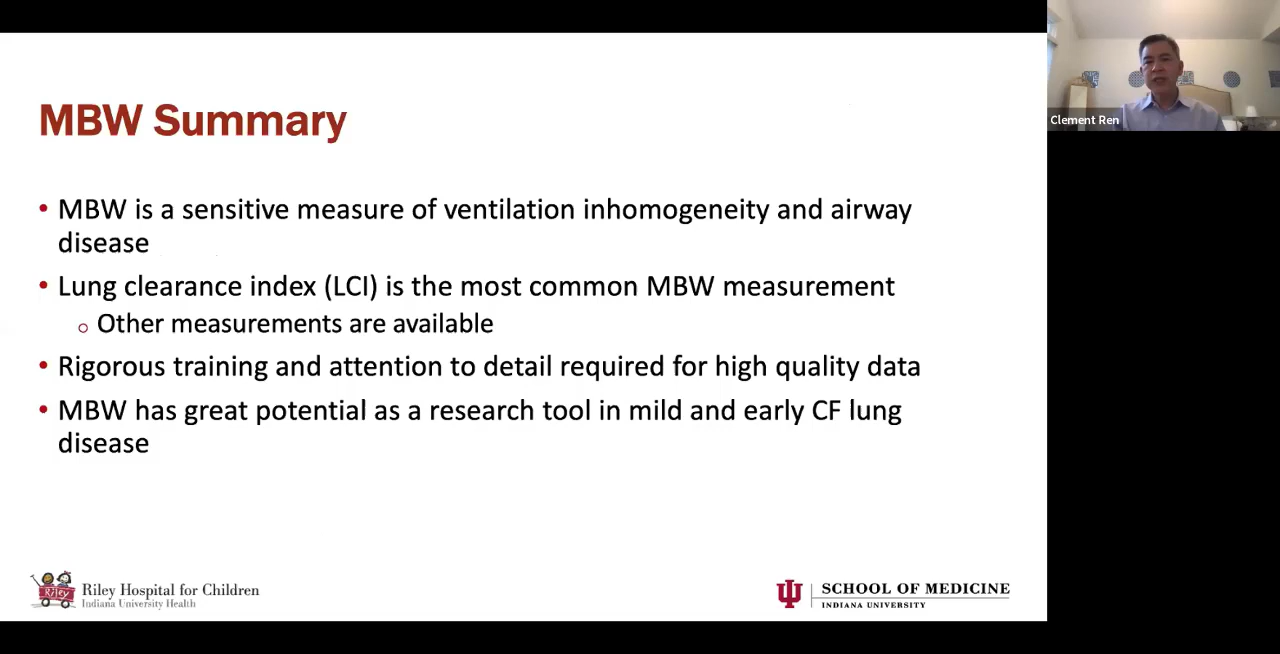 MBW Summary
• MBW is a sensitive measure of ventilation inhomogeneity and airway
disease
• Lung clearance index (LCI) is the most common MBW measurement
○ Other measurements are available
• Rigorous training and attention to detail required for high quality data
• MBW has great potential as a research tool in mild and early CF lung
disease
Riley
Riley Hospital for Children
Indiana University Health
SCHOOL OF MEDICINE
INDIANA UNIVERSITY
Clement Ren